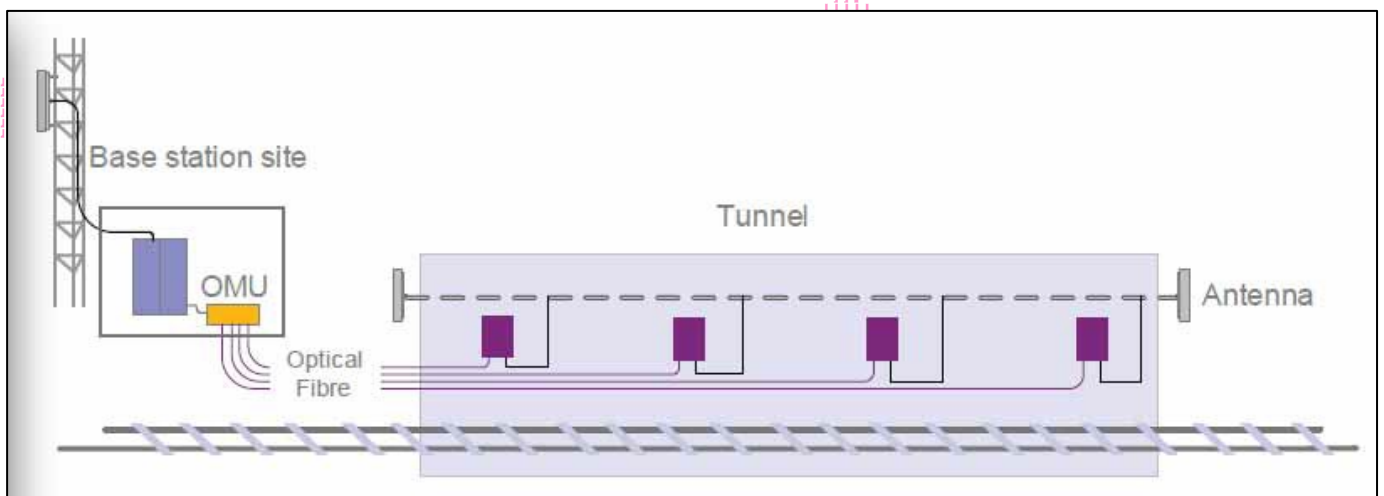 Base station site
Tunnel
OMU
Antenna
Optical
Fibre